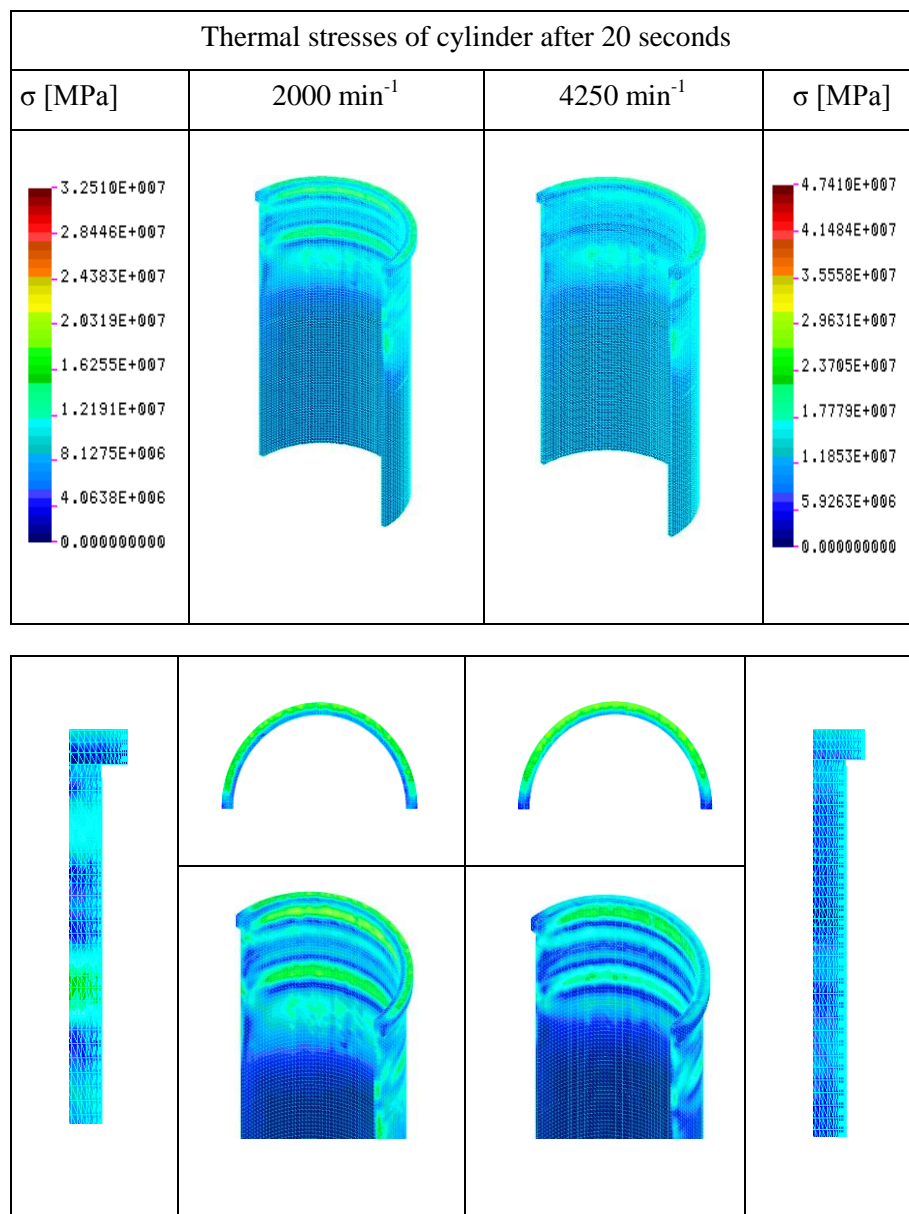 Thermal stresses of cylinder after 20 seconds
σ [MPa] 2000 min⁻¹ 4250 min⁻¹ σ [MPa]
3.2510E+007
2.8446E+007
2.4383E+007
2.0319E+007
1.6255E+007
1.2191E+007
8.1275E+006
4.0638E+006
0.000000000
4.7410E+007
4.1484E+007
3.5558E+007
2.9631E+007
2.3705E+007
1.7779E+007
1.1853E+007
5.9263E+006
0.000000000